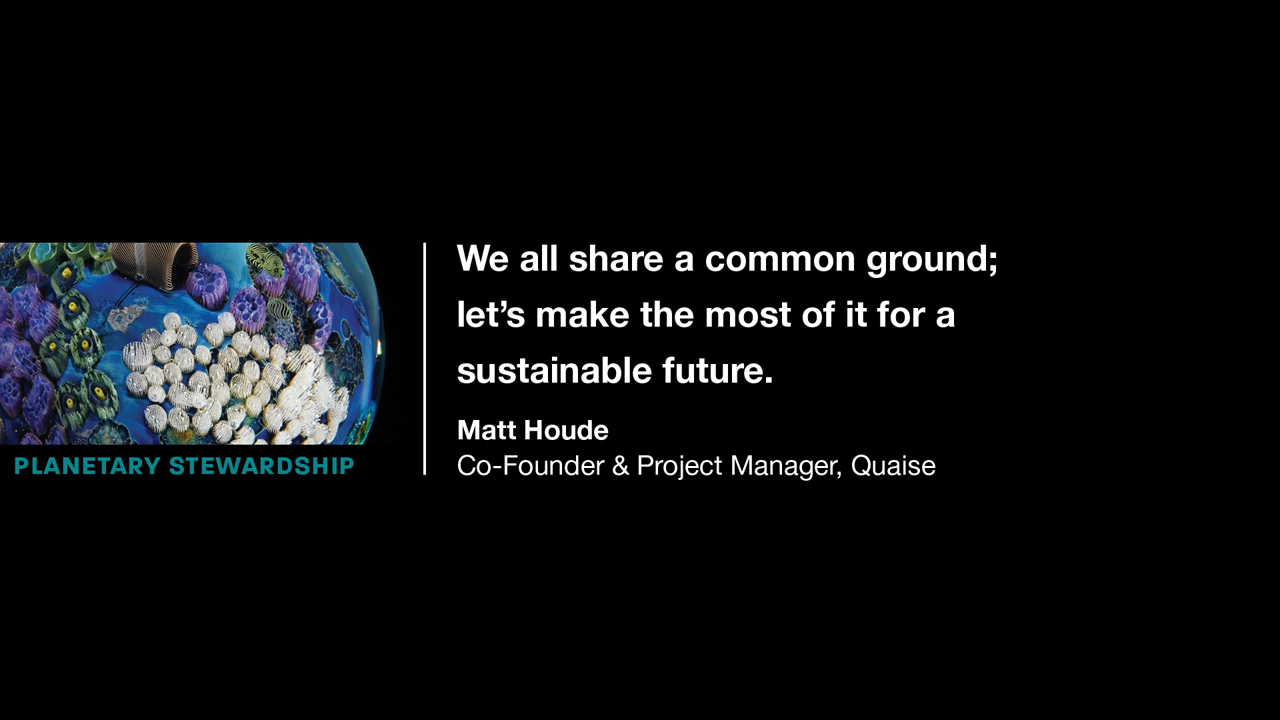 We all share a common ground;
let’s make the most of it for a
sustainable future.
Matt Houde
Co-Founder & Project Manager, Quaise
PLANETARY STEWARDSHIP